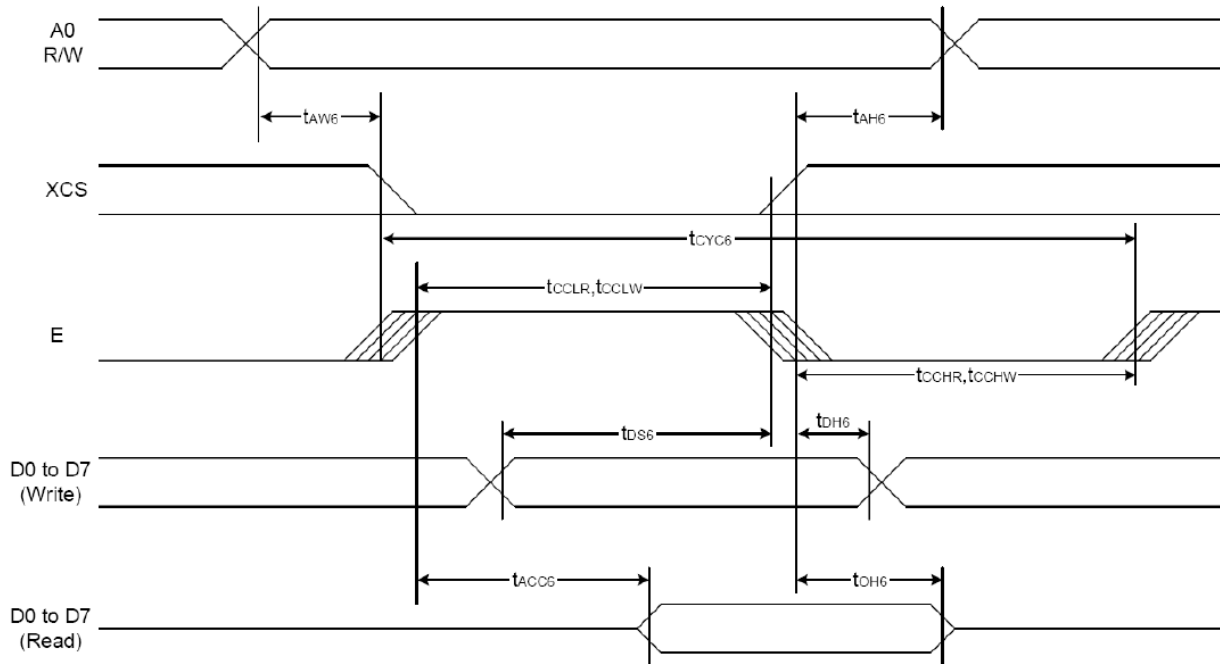 A0
R/W
tAW6
tAH6
XCS
tCYC6
tCCLR,tCCLW
E
tCCHR,tCCHW
tDS6
tDH6
D0 to D7
(Write)
tACC6
tOH6
D0 to D7
(Read)